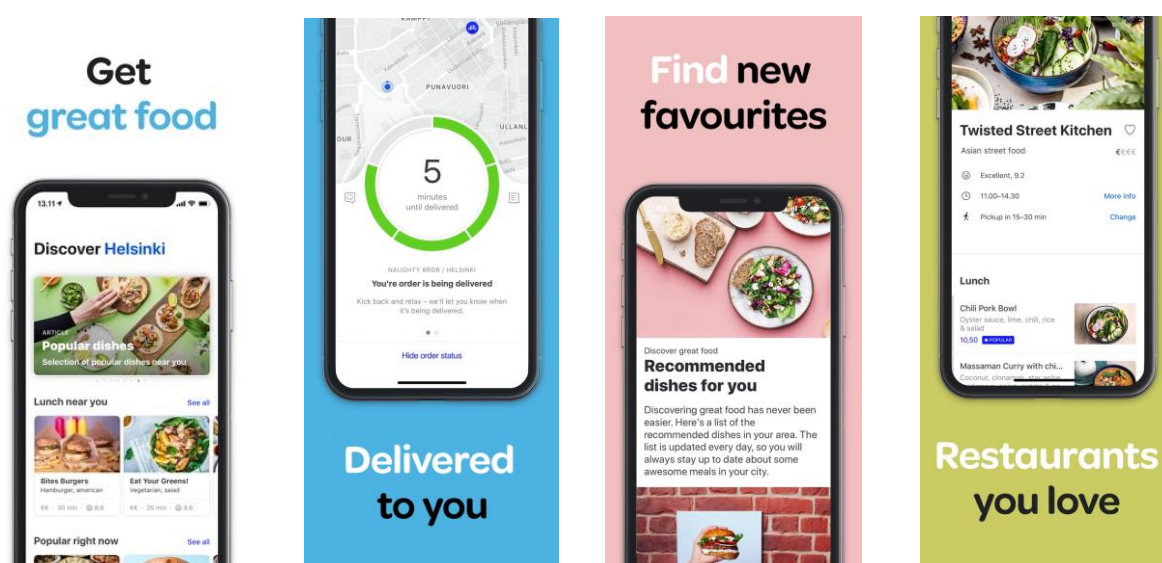 Get
great food
13.11
Discover Helsinki
ARTICLE
Popular dishes
Selection of popular dishes near you
Lunch near you
See all
Bites Burgers
Hamburger, american
€€ · 30 min · 8.6
Eat Your Greens!
Vegetarian, salad
€€ · 25 min · 8.6
Popular right now
See all
PUNAVUORI
ULLANL
5
minutes
until delivered
NAUGHTY BRGR / HELSINKI
You're order is being delivered
Kick back and relax – we'll let you know when
it's being delivered.
Hide order status
Delivered
to you
Find new
favourites
Discover great food
Recommended
dishes for you
Discovering great food has never been
easier. Here's a list of the
recommended dishes in your area. The
list is updated every day, so you will
always stay up to date about some
awesome meals in your city.
Twisted Street Kitchen
Asian street food
€€€€
Excellent, 9.2
11.00–14.30
More info
Pickup in 15–30 min
Change
Lunch
Chili Pork Bowl
Oyster sauce, lime, chili, rice
& salad
10,50 POPULAR
Massaman Curry with chi...
Coconut, cinnamon, star anise,
Restaurants
you love